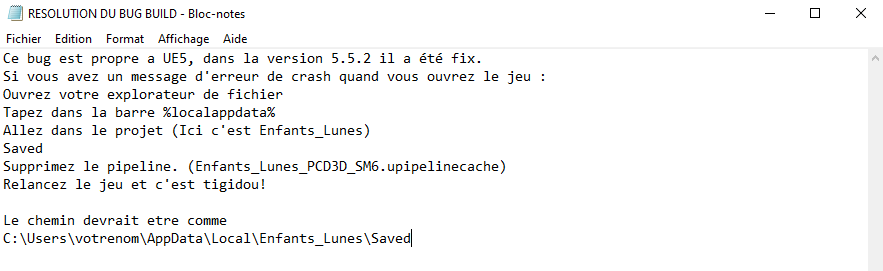 RESOLUTION DU BUG BUILD - Bloc-notes
Fichier Edition Format Affichage Aide
Ce bug est propre a UE5, dans la version 5.5.2 il a été fix.
Si vous avez un message d'erreur de crash quand vous ouvrez le jeu :
Ouvrez votre explorateur de fichier
Tapez dans la barre %localappdata%
Allez dans le projet (Ici c'est Enfants_Lunes)
Saved
Supprimez le pipeline. (Enfants_Lunes_PCD3D_SM6.upipelinecache)
Relancez le jeu et c'est tigidou!
Le chemin devrait etre comme
C:\Users\votrenom\AppData\Local\Enfants_Lunes\Saved